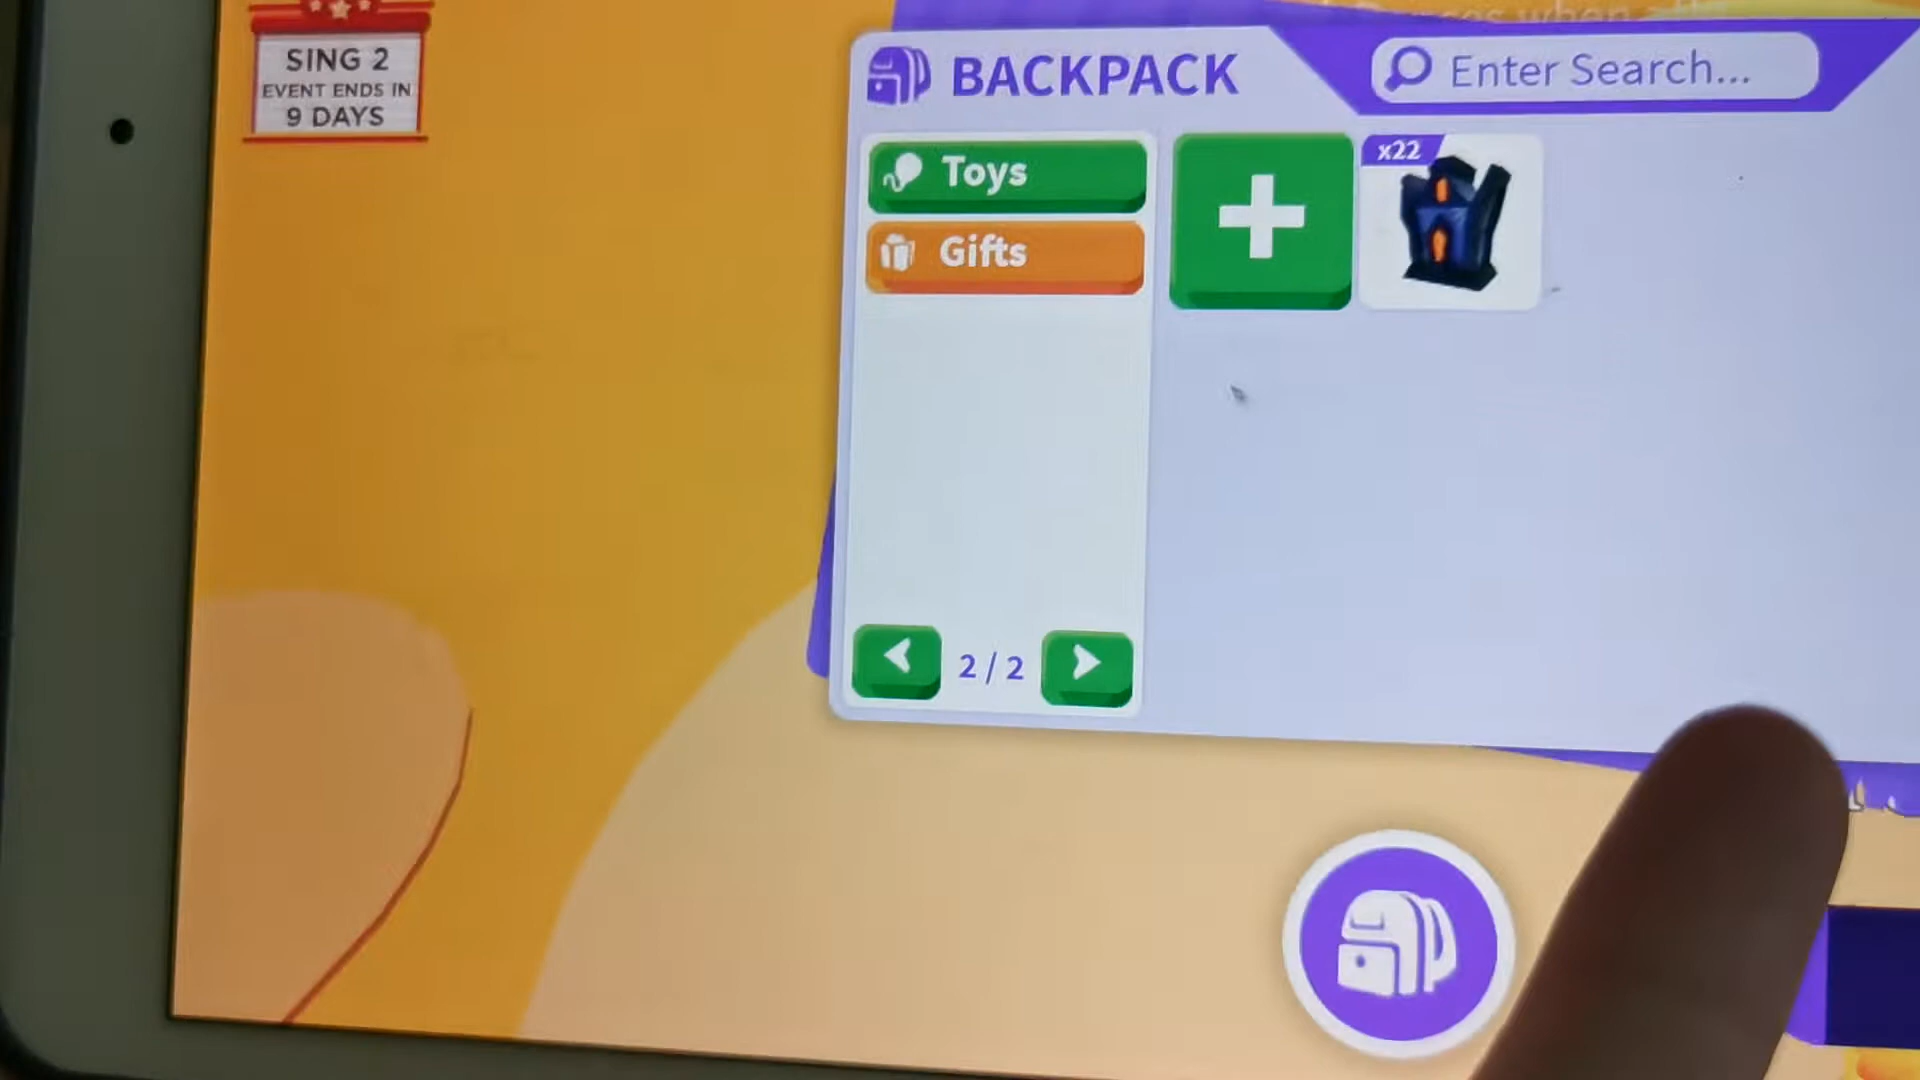 SING 2
EVENT ENDS IN
9 DAYS
BACKPACK
Enter Search...
Toys
Gifts
x22
2 / 2